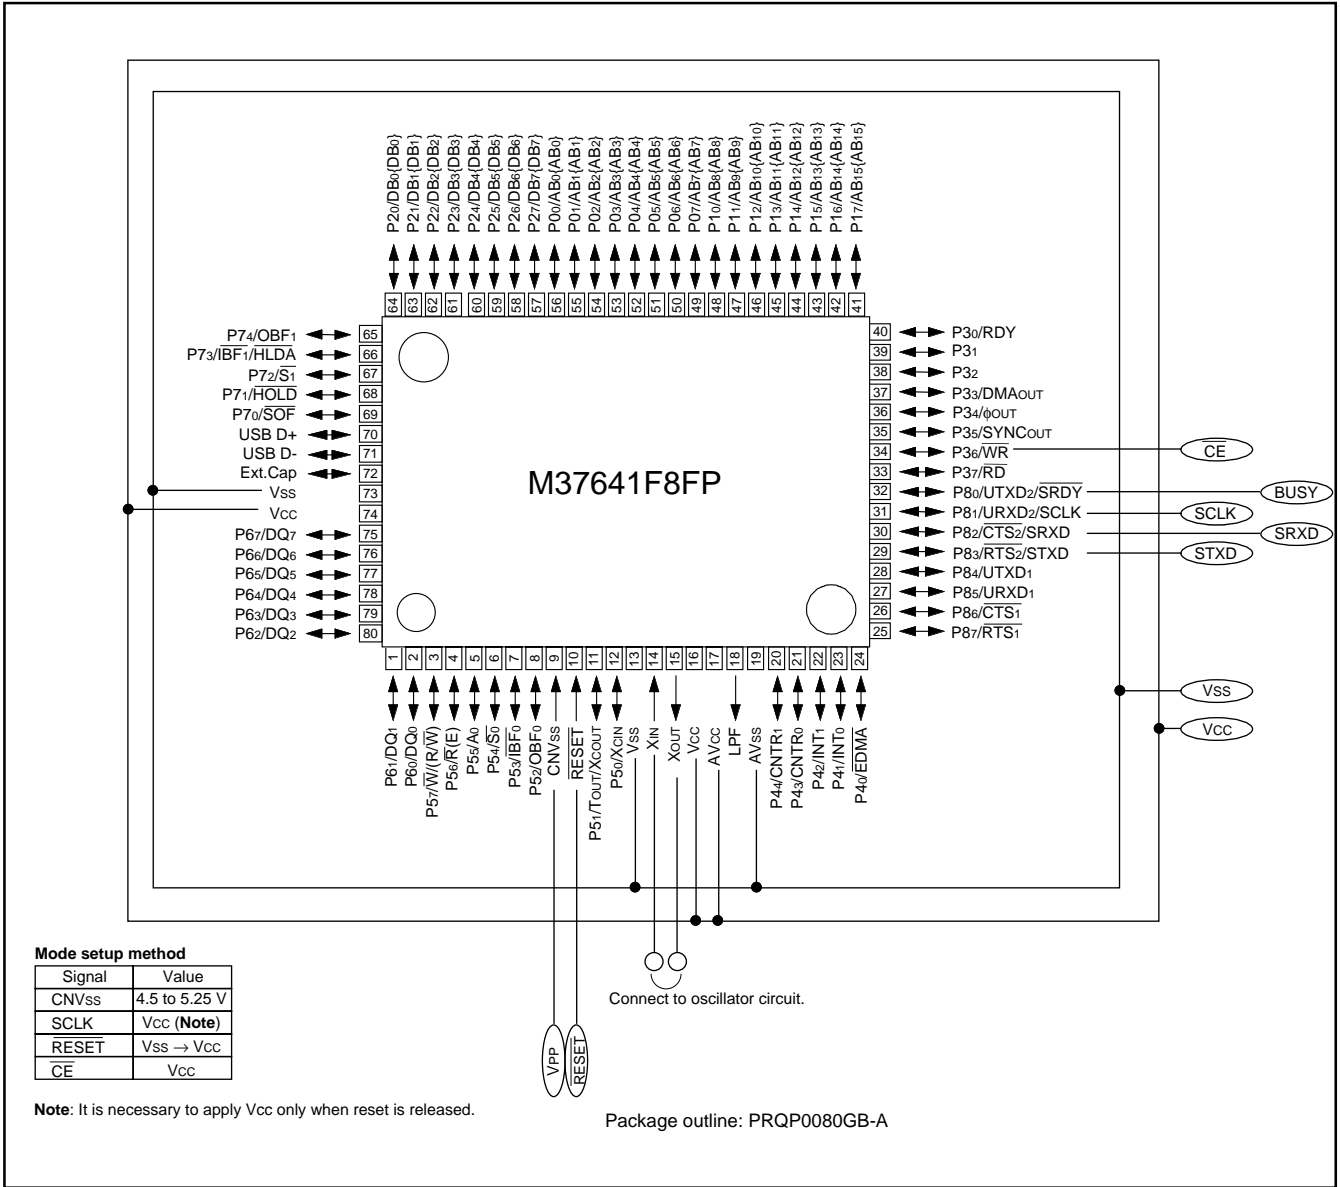 P20/DB0{DB0}
P21/DB1{DB1}
P22/DB2{DB2}
P23/DB3{DB3}
P24/DB4{DB4}
P25/DB5{DB5}
P26/DB6{DB6}
P27/DB7{DB7}
P00/AB0{AB0}
P01/AB1{AB1}
P02/AB2{AB2}
P03/AB3{AB3}
P04/AB4{AB4}
P05/AB5{AB5}
P06/AB6{AB6}
P07/AB7{AB7}
P10/AB8{AB8}
P11/AB9{AB9}
P12/AB10{AB10}
P13/AB11{AB11}
P14/AB12{AB12}
P15/AB13{AB13}
P16/AB14{AB14}
P17/AB15{AB15}
64 63 62 61 60 59 58 57 56 55 54 53 52 51 50 49 48 47 46 45 44 43 42 41
P74/OBF1 65
P73/IBF1/HLDA 66
P72/S1 67
P71/HOLD 68
P70/SOF 69
USB D+ 70
USB D- 71
Ext.Cap 72
Vss 73
Vcc 74
P67/DQ7 75
P66/DQ6 76
P65/DQ5 77
P64/DQ4 78
P63/DQ3 79
P62/DQ2 80
M37641F8FP
40 P30/RDY
39 P31
38 P32
37 P33/DMAOUT
36 P34/ϕOUT
35 P35/SYNCOUT
34 P36/WR CE
33 P37/RD
32 P80/UTXD2/SRDY BUSY
31 P81/URXD2/SCLK SCLK
30 P82/CTS2/SRXD SRXD
29 P83/RTS2/STXD STXD
28 P84/UTXD1
27 P85/URXD1
26 P86/CTS1
25 P87/RTS1
Vss
Vcc
1 2 3 4 5 6 7 8 9 10 11 12 13 14 15 16 17 18 19 20 21 22 23 24
P61/DQ1
P60/DQ0
P57/W/(R/W)
P56/R(E)
P55/A0
P54/S0
P53/IBF0
P52/OBF0
CNVss
RESET
P51/TOUT/XCOUT
P50/XCIN
Vss
XIN
XOUT
Vcc
AVcc
LPF
AVss
P44/CNTR1
P43/CNTR0
P42/INT1
P41/INT0
P40/EDMA
Connect to oscillator circuit.
VPP
RESET
Mode setup method
Signal Value
CNVss 4.5 to 5.25 V
SCLK Vcc (Note)
RESET Vss → Vcc
CE Vcc
Note: It is necessary to apply Vcc only when reset is released.
Package outline: PRQP0080GB-A